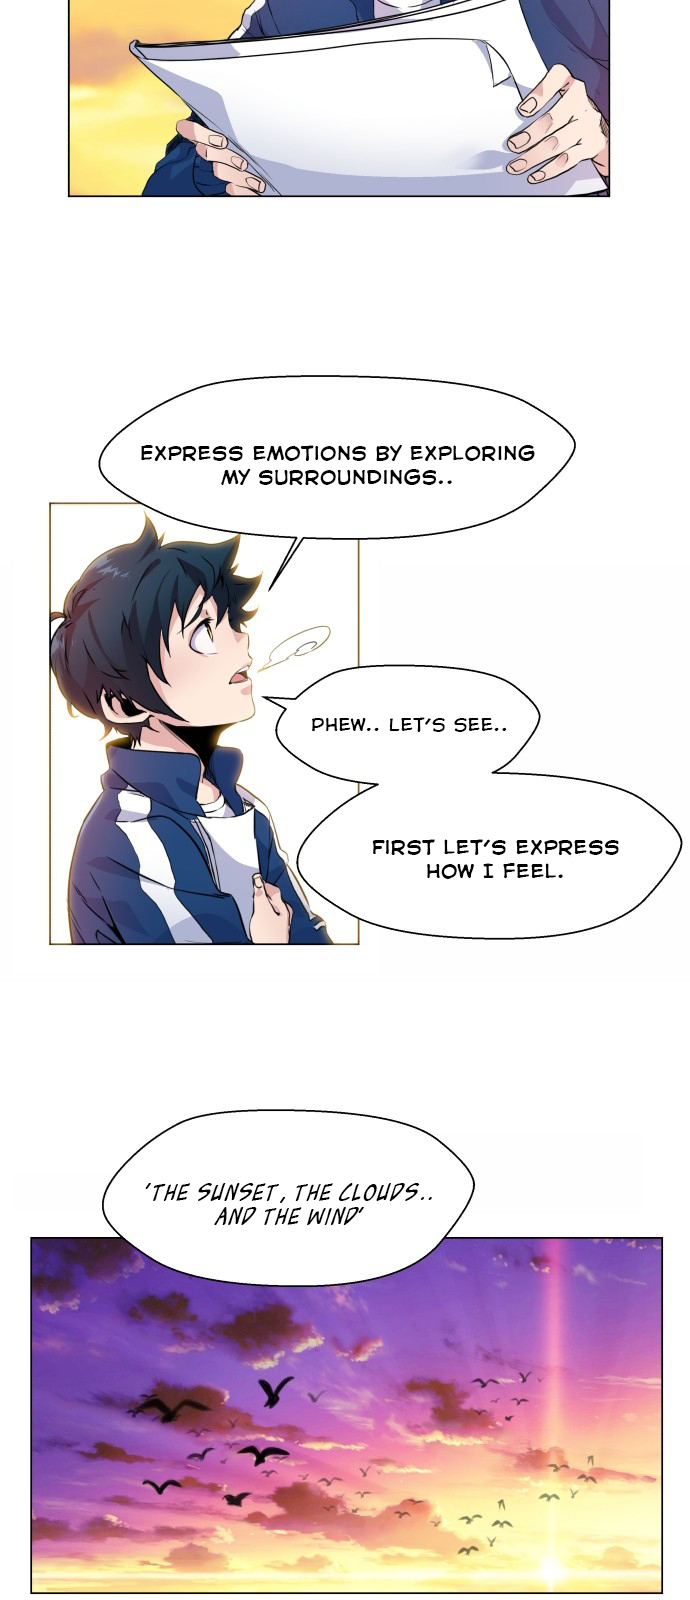 EXPRESS EMOTIONS BY EXPLORING
MY SURROUNDINGS..
PHEW.. LET'S SEE..
FIRST LET'S EXPRESS
HOW I FEEL.
'THE SUNSET, THE CLOUDS..
AND THE WIND'